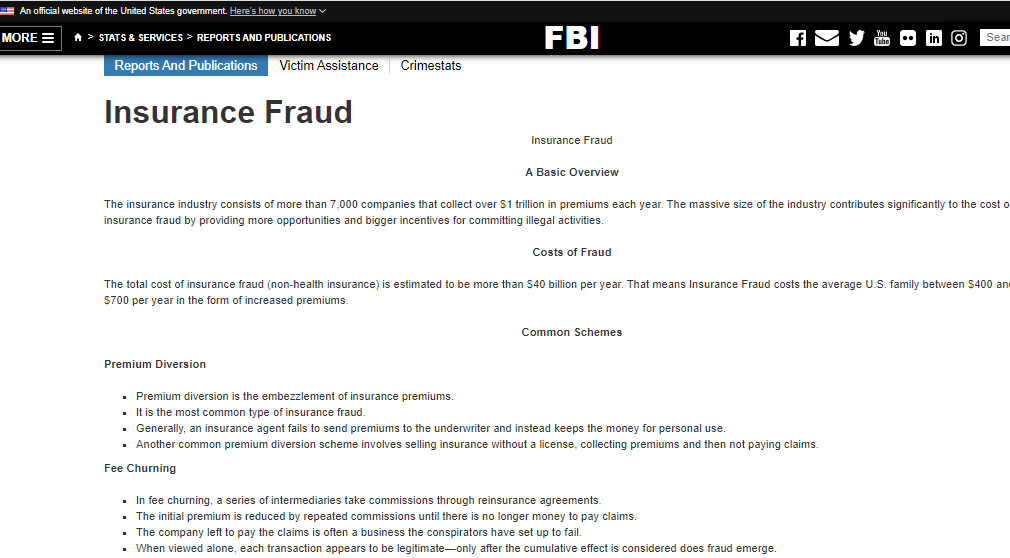 An official website of the United States government. Here's how you know
MORE > STATS & SERVICES > REPORTS AND PUBLICATIONS FBI You Tube in Sear
Reports And Publications Victim Assistance Crimestats
Insurance Fraud
Insurance Fraud
A Basic Overview
The insurance industry consists of more than 7,000 companies that collect over $1 trillion in premiums each year. The massive size of the industry contributes significantly to the cost o
insurance fraud by providing more opportunities and bigger incentives for committing illegal activities.
Costs of Fraud
The total cost of insurance fraud (non-health insurance) is estimated to be more than $40 billion per year. That means Insurance Fraud costs the average U.S. family between $400 an
$700 per year in the form of increased premiums.
Common Schemes
Premium Diversion
▪ Premium diversion is the embezzlement of insurance premiums.
▪ It is the most common type of insurance fraud.
▪ Generally, an insurance agent fails to send premiums to the underwriter and instead keeps the money for personal use.
▪ Another common premium diversion scheme involves selling insurance without a license, collecting premiums and then not paying claims.
Fee Churning
▪ In fee churning, a series of intermediaries take commissions through reinsurance agreements.
▪ The initial premium is reduced by repeated commissions until there is no longer money to pay claims.
▪ The company left to pay the claims is often a business the conspirators have set up to fail.
▪ When viewed alone, each transaction appears to be legitimate—only after the cumulative effect is considered does fraud emerge.